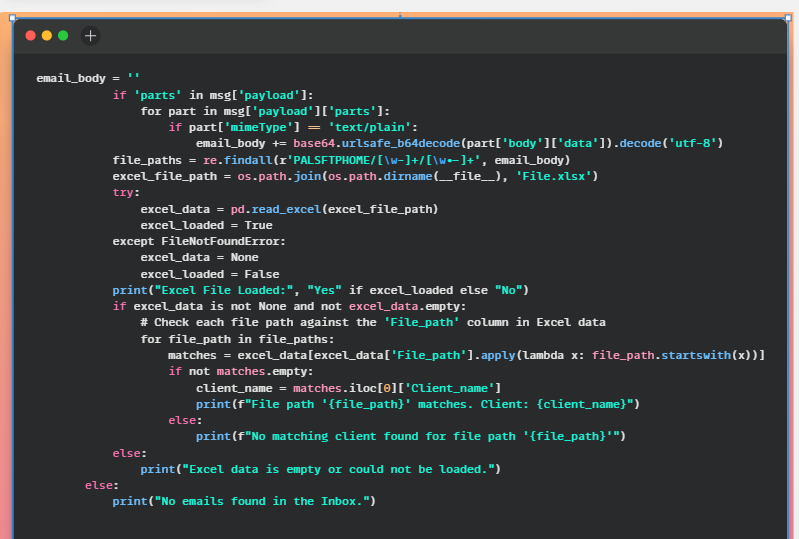 email_body = ''
if 'parts' in msg['payload']:
for part in msg['payload']['parts']:
if part['mimeType'] == 'text/plain':
email_body += base64.urlsafe_b64decode(part['body']['data']).decode('utf-8')
file_paths = re.findall(r'PALSFTPHOME/[\w-]+/[\w•-]+', email_body)
excel_file_path = os.path.join(os.path.dirname(__file__), 'File.xlsx')
try:
excel_data = pd.read_excel(excel_file_path)
excel_loaded = True
except FileNotFoundError:
excel_data = None
excel_loaded = False
print("Excel File Loaded:", "Yes" if excel_loaded else "No")
if excel_data is not None and not excel_data.empty:
# Check each file path against the 'File_path' column in Excel data
for file_path in file_paths:
matches = excel_data[excel_data['File_path'].apply(lambda x: file_path.startswith(x))]
if not matches.empty:
client_name = matches.iloc[0]['Client_name']
print(f"File path '{file_path}' matches. Client: {client_name}")
else:
print(f"No matching client found for file path '{file_path}'")
else:
print("Excel data is empty or could not be loaded.")
else:
print("No emails found in the Inbox.")